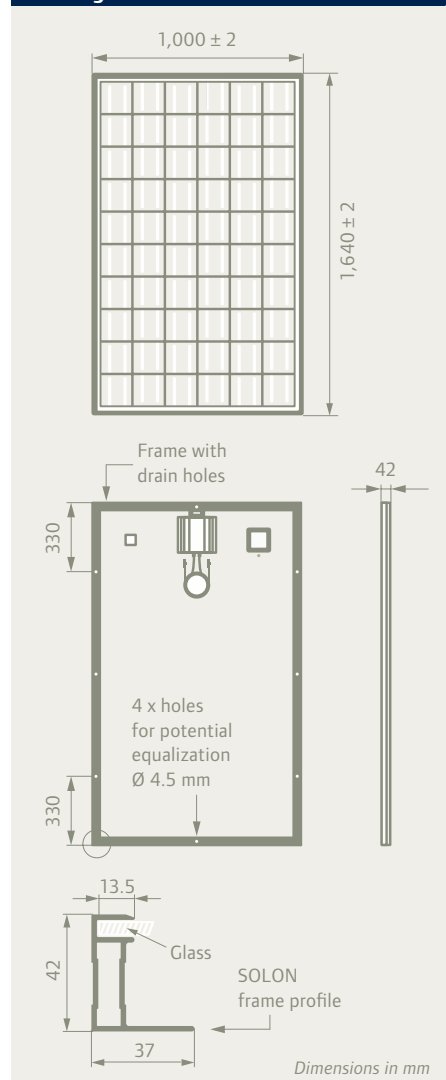 1,000 ± 2
1,640 ± 2
Frame with
drain holes
42
330
4 x holes
for potential
equalization
Ø 4.5 mm
330
13.5
Glass
42
SOLON
frame profile
37
Dimensions in mm